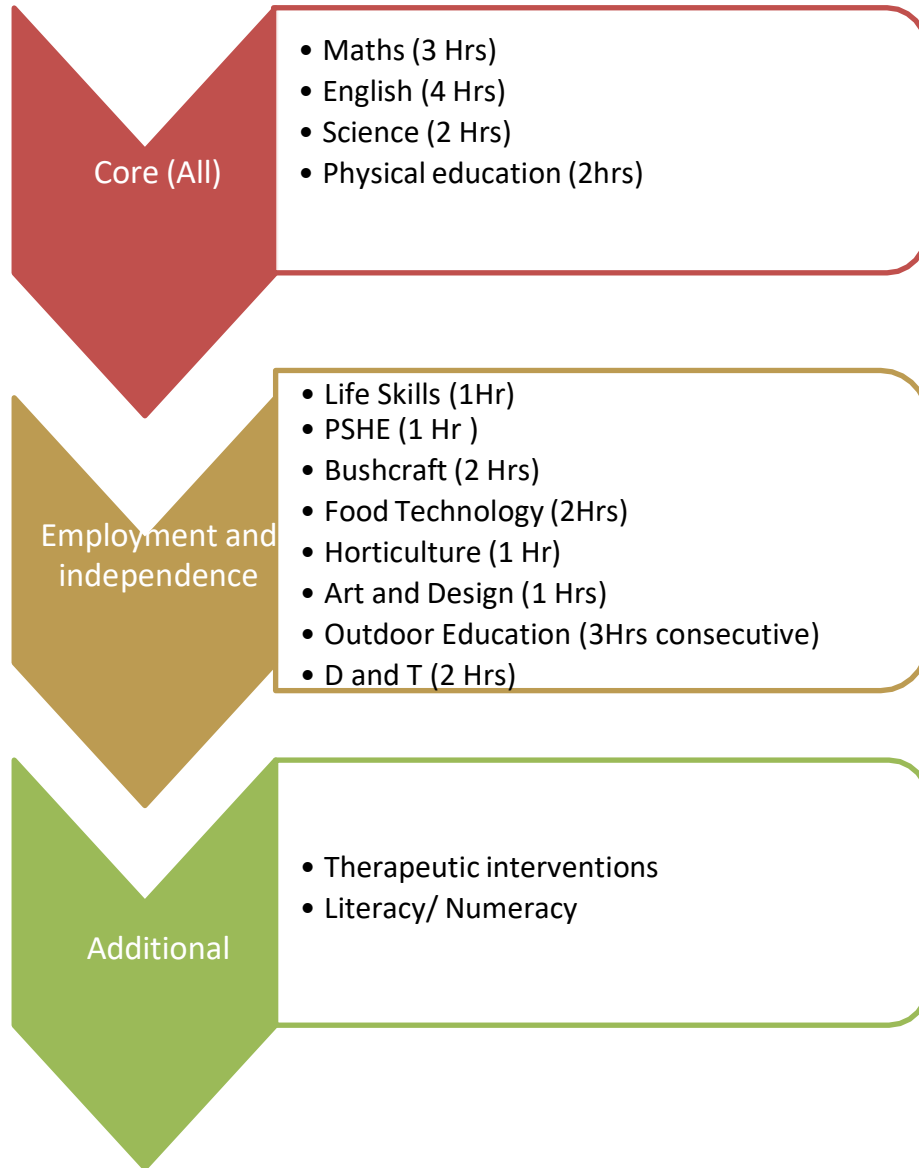 Core (All)
• Maths (3 Hrs)
• English (4 Hrs)
• Science (2 Hrs)
• Physical education (2hrs)
Employment and
independence
• Life Skills (1Hr)
• PSHE (1 Hr )
• Bushcraft (2 Hrs)
• Food Technology (2Hrs)
• Horticulture (1 Hr)
• Art and Design (1 Hrs)
• Outdoor Education (3Hrs consecutive)
• D and T (2 Hrs)
Additional
• Therapeutic interventions
• Literacy/ Numeracy